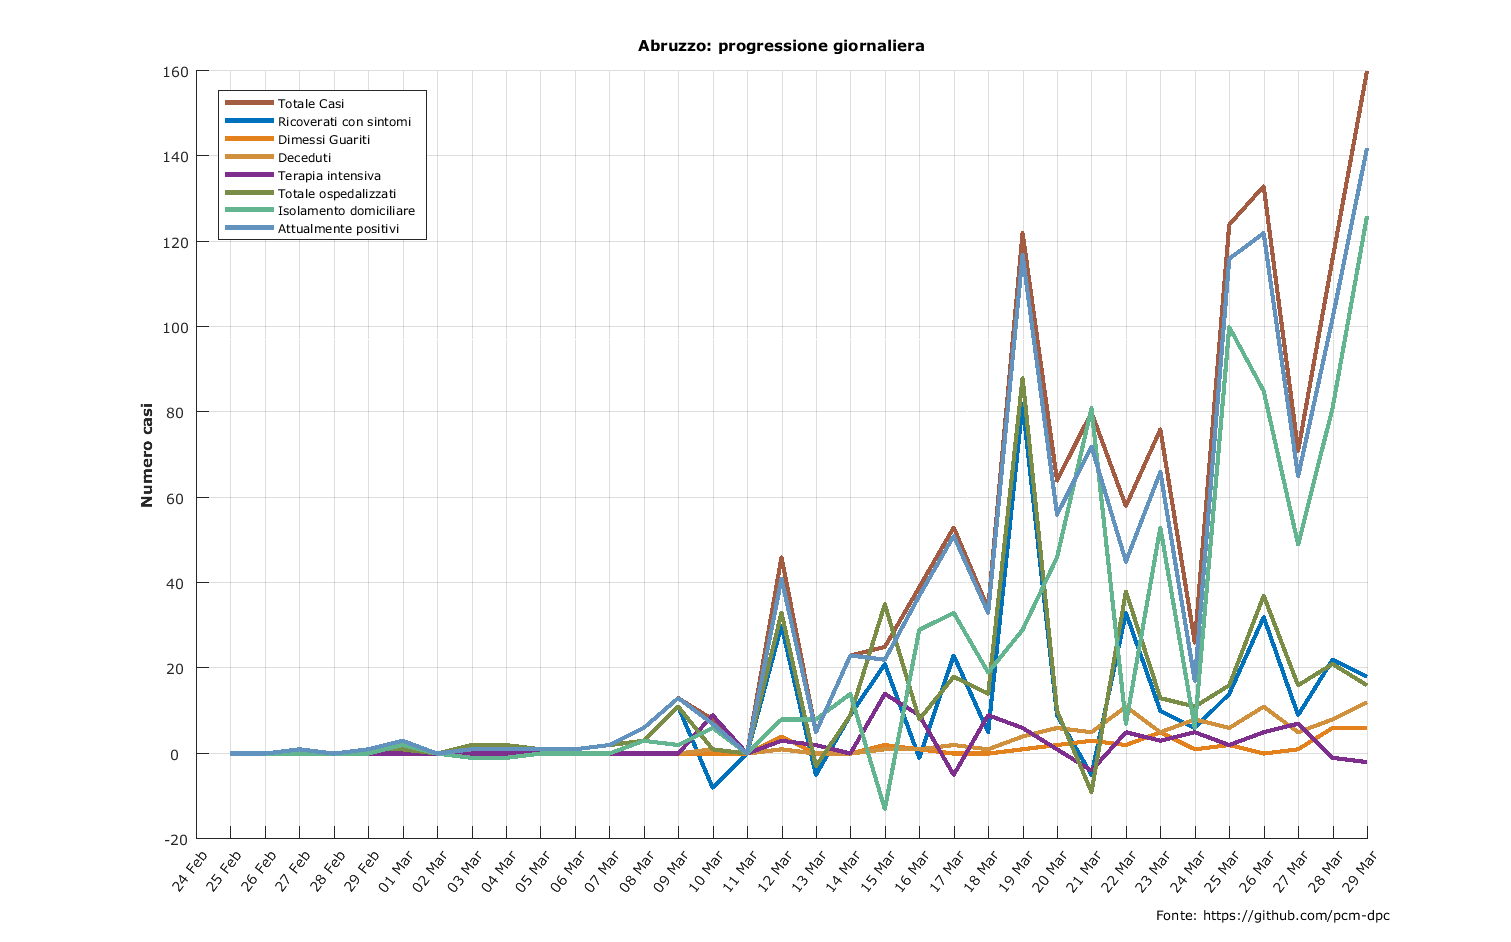 Abruzzo: progressione giornaliera
160
140
120
100
80
60
40
20
0
-20
Numero casi
Totale Casi
Ricoverati con sintomi
Dimessi Guariti
Deceduti
Terapia intensiva
Totale ospedalizzati
Isolamento domiciliare
Attualmente positivi
24 Feb
25 Feb
26 Feb
27 Feb
28 Feb
29 Feb
01 Mar
02 Mar
03 Mar
04 Mar
05 Mar
06 Mar
07 Mar
08 Mar
09 Mar
10 Mar
11 Mar
12 Mar
13 Mar
14 Mar
15 Mar
16 Mar
17 Mar
18 Mar
19 Mar
20 Mar
21 Mar
22 Mar
23 Mar
24 Mar
25 Mar
26 Mar
27 Mar
28 Mar
29 Mar
Fonte: https://github.com/pcm-dpc